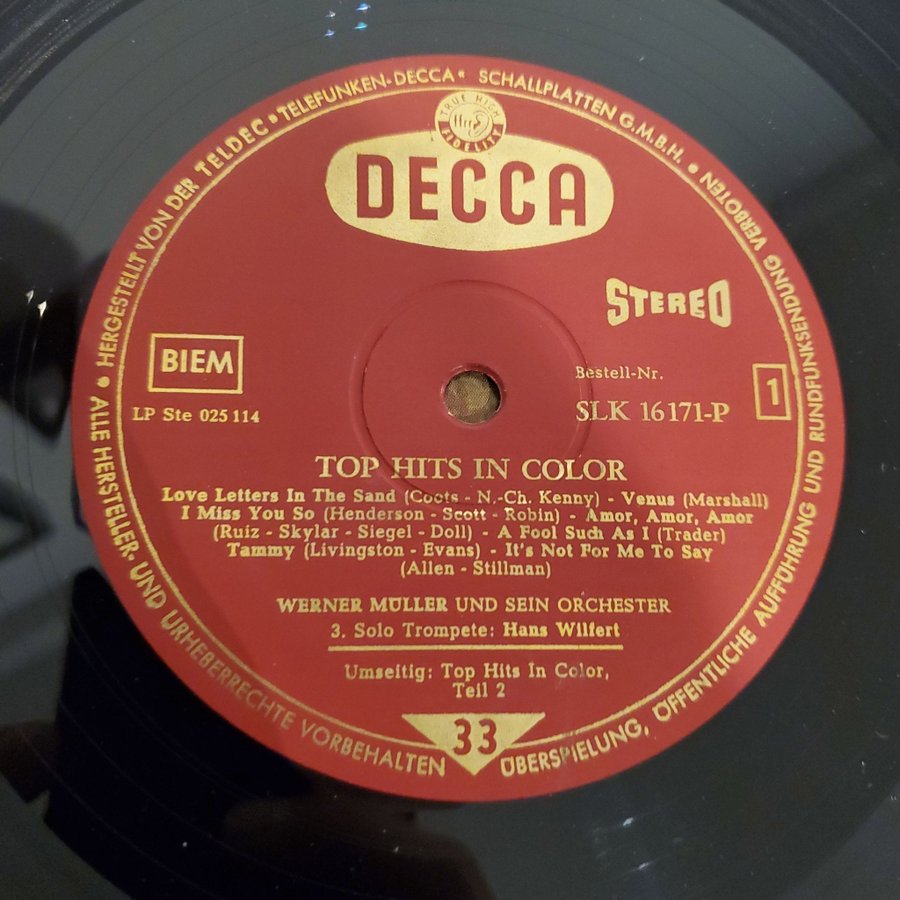 • HERGESTELLT VON DER TELDEC • TELEFUNKEN-DECCA • SCHALLPLATTEN G.M.B.H. •
TRUE HIGH
ffrr
FIDELITY
DECCA
STEREO
BIEM
LP Ste 025 114
Bestell-Nr.
SLK 16171-P
1
TOP HITS IN COLOR
Love Letters In The Sand (Coots - N.-Ch. Kenny) - Venus (Marshall)
I Miss You So (Henderson - Scott - Robin) - Amor, Amor, Amor
(Ruiz - Skylar - Siegel - Doll) - A Fool Such As I (Trader)
Tammy (Livingston - Evans) - It's Not For Me To Say
(Allen - Stillman)
WERNER MÜLLER UND SEIN ORCHESTER
3. Solo Trompete: Hans Wilfert
Umseitig: Top Hits In Color,
Teil 2
33
ALLE HERSTELLER- UND URHEBERRECHTE VORBEHALTEN
ÜBERSPIELUNG, ÖFFENTLICHE AUFFÜHRUNG UND RUNDFUNKSENDUNG VERBOTEN